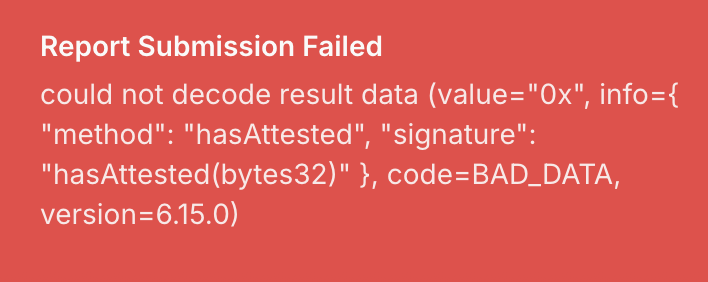 Report Submission Failed
could not decode result data (value="0x", info={
"method": "hasAttested", "signature":
"hasAttested(bytes32)" }, code=BAD_DATA,
version=6.15.0)